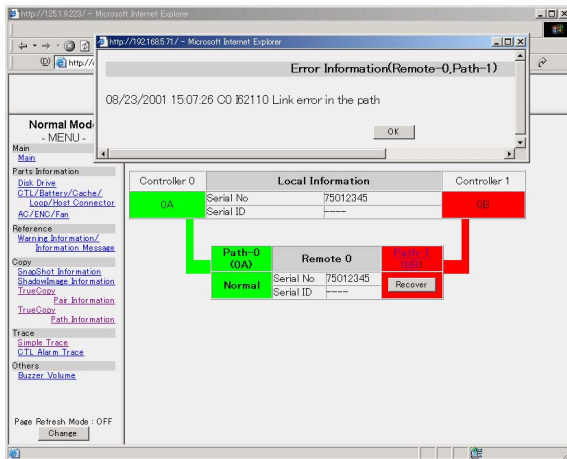 http://125.1.9.223/ - Microsoft Internet Explorer
http://192.168.5.71/ - Microsoft Internet Explorer
http://
Error Information(Remote-0,Path-1)
08/23/2001 15:07:26 C0 I62110 Link error in the path
OK
Normal Mod
- MENU -
Main
Main
Parts Information
Disk Drive
CTL/Battery/Cache/
Loop/Host Connector
AC/ENC/Fan
Reference
Warning Information/
Information Message
Copy
SnapShot Information
ShadowImage Information
TrueCopy
Pair Information
TrueCopy
Path Information
Trace
Simple Trace
CTL Alarm Trace
Others
Buzzer Volume
Page Refresh Mode : OFF
Change
Controller 0
Local Information
Controller 1
0A
Serial No 75012345
0B
Serial ID ----
Path-0
(0A)
Remote 0
Path-1
(0B)
Normal
Serial No 75012345
Recover
Serial ID ----